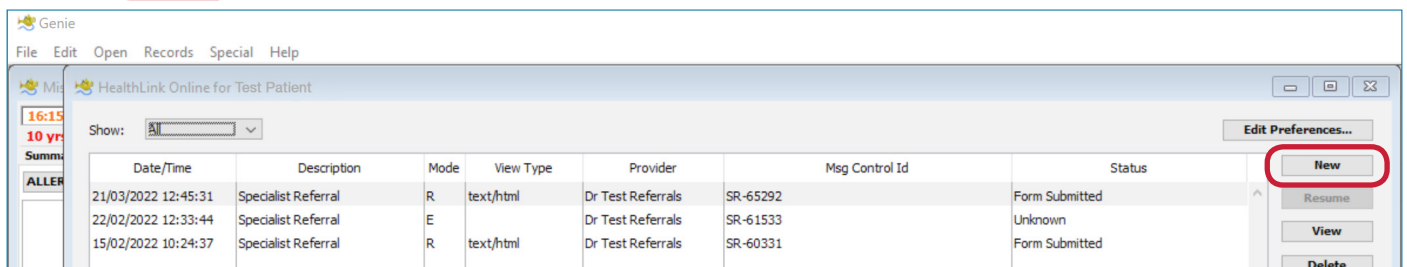 Genie
File Edit Open Records Special Help
Mis
HealthLink Online for Test Patient
16:15
10 yrs
Summa
ALLER
Show: All
Edit Preferences...
Date/Time Description Mode View Type Provider Msg Control Id Status
New
21/03/2022 12:45:31 Specialist Referral R text/html Dr Test Referrals SR-65292 Form Submitted
Resume
22/02/2022 12:33:44 Specialist Referral E Dr Test Referrals SR-61533 Unknown
View
15/02/2022 10:24:37 Specialist Referral R text/html Dr Test Referrals SR-60331 Form Submitted
Delete